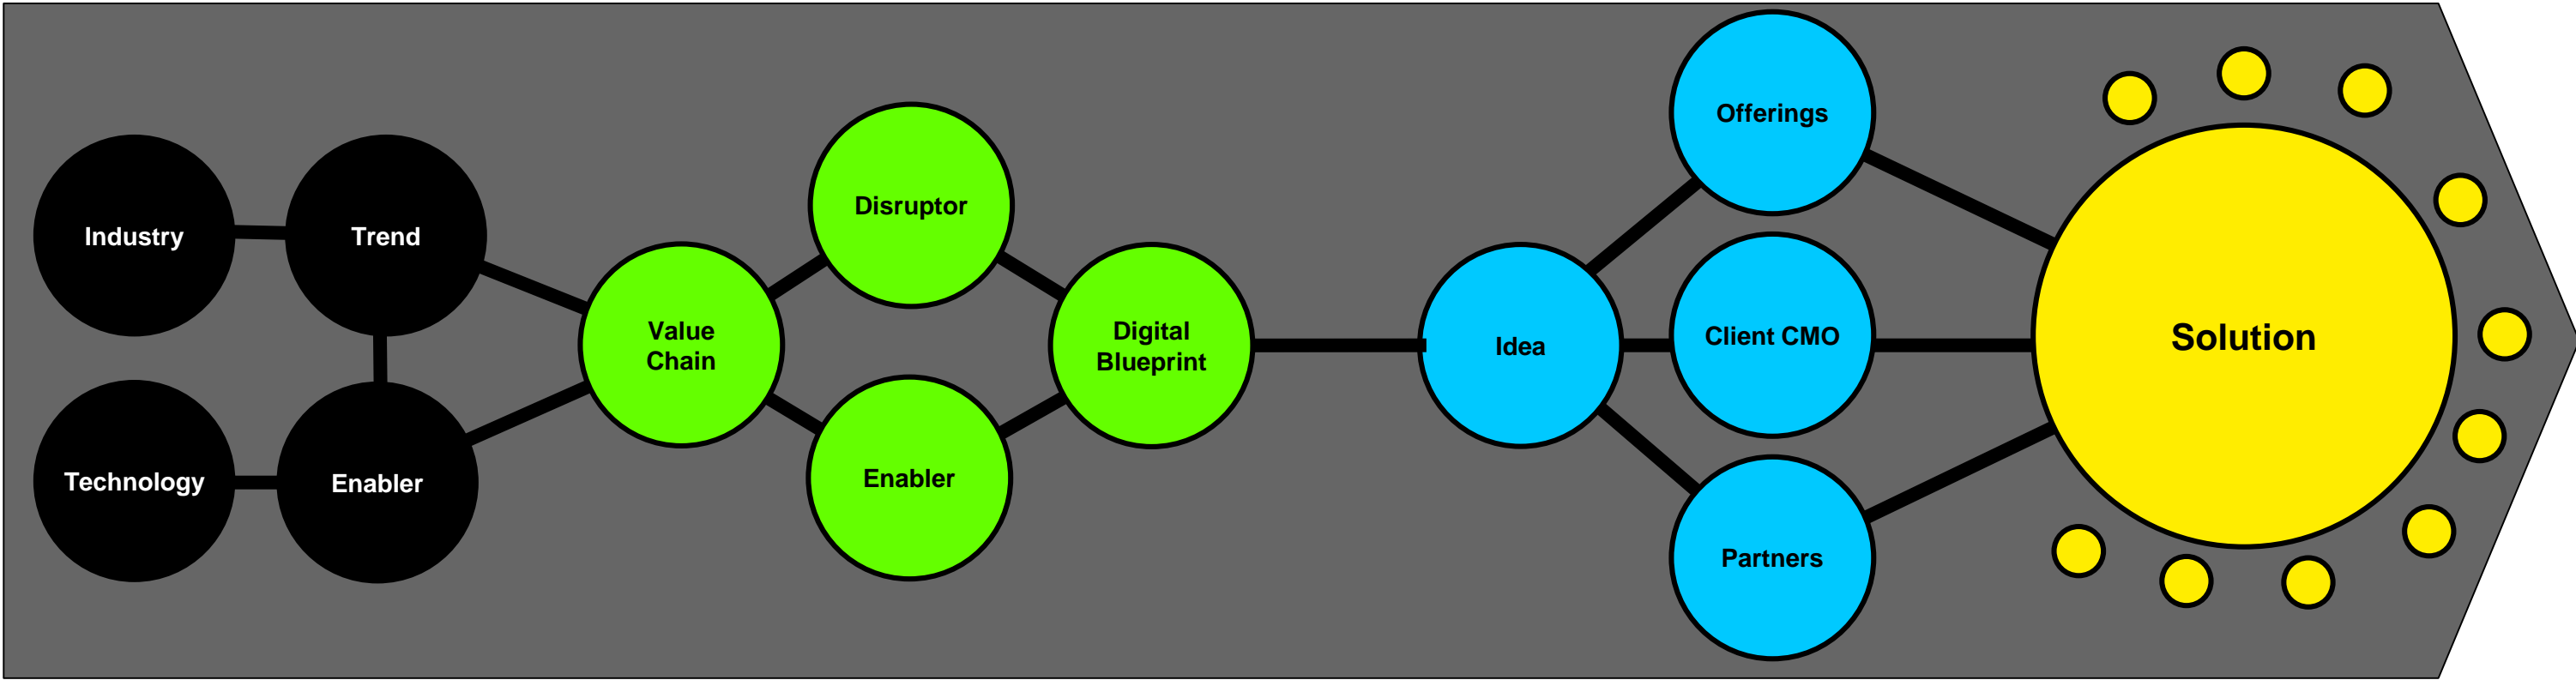 Industry
Trend
Technology
Enabler
Value
Chain
Disruptor
Enabler
Digital
Blueprint
Idea
Offerings
Client CMO
Partners
Solution